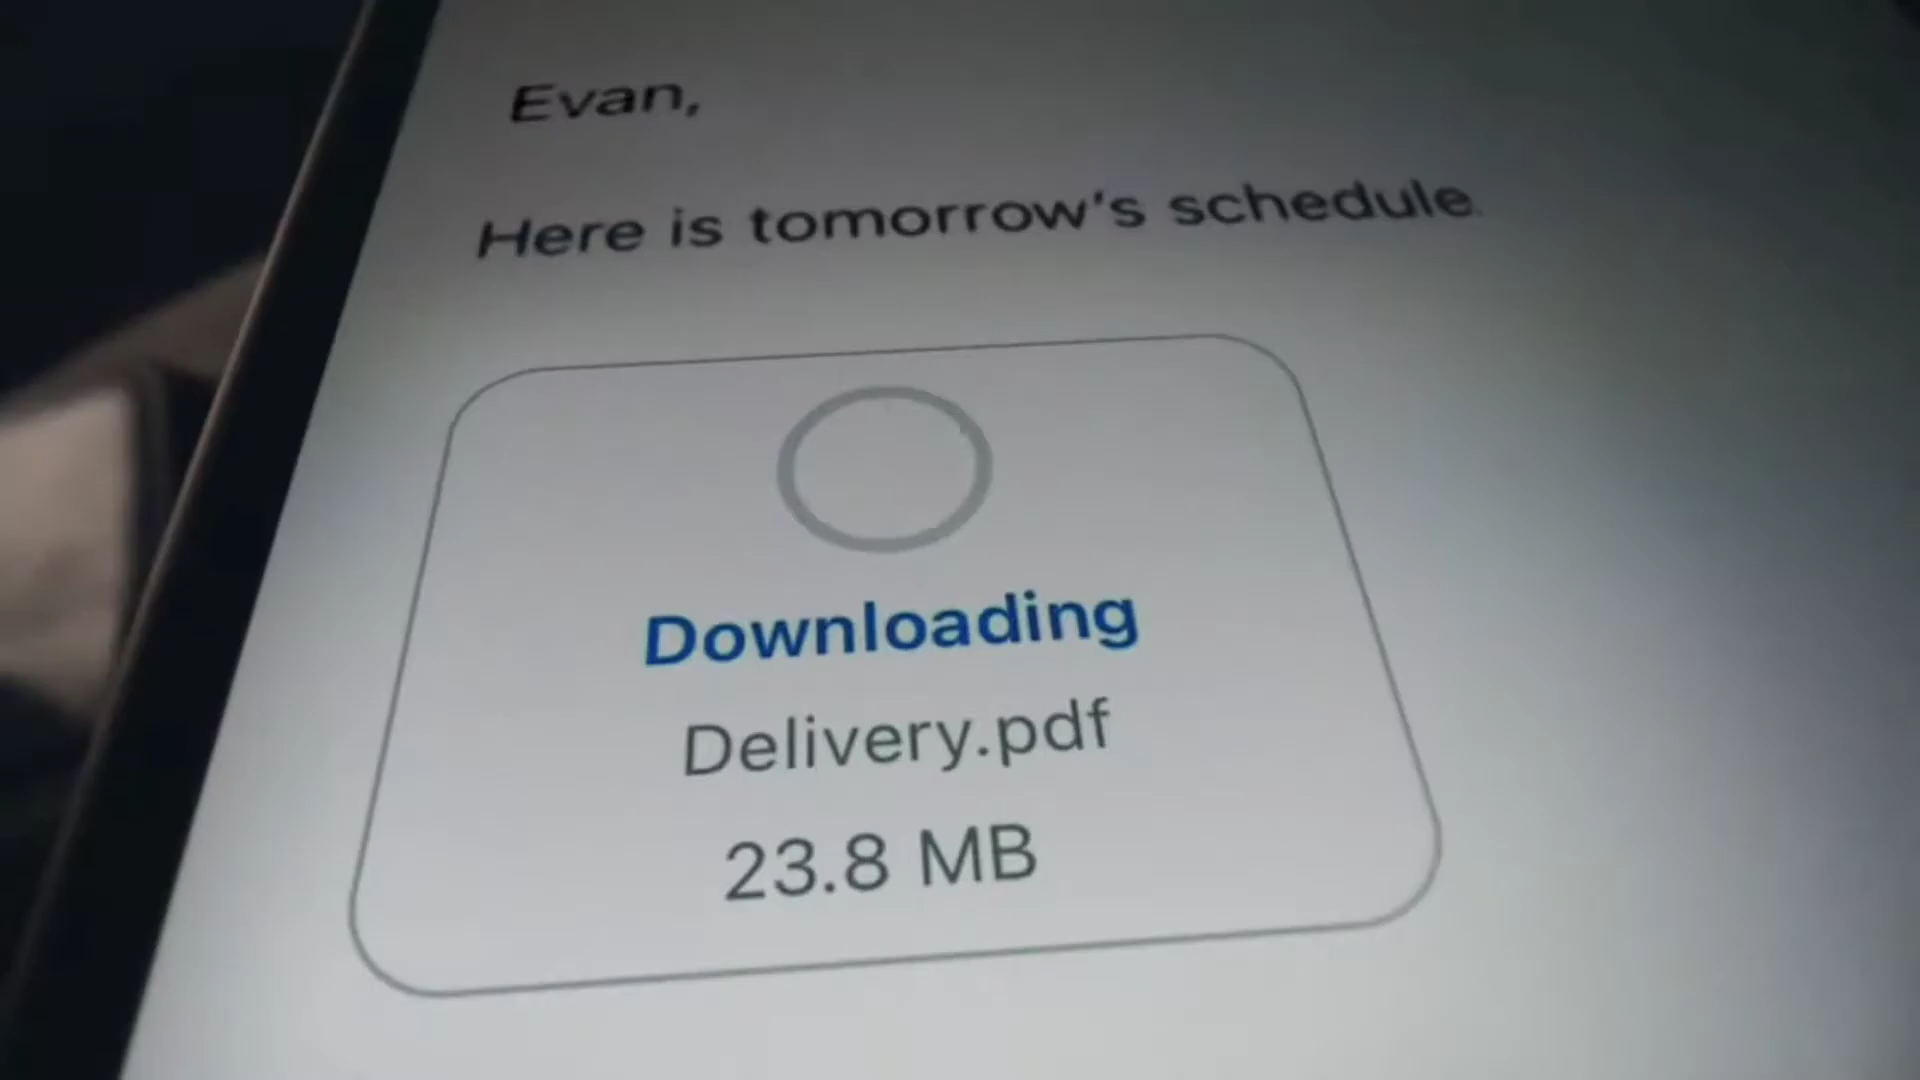 Evan,
Here is tomorrow's schedule.
Downloading
Delivery.pdf
23.8 MB